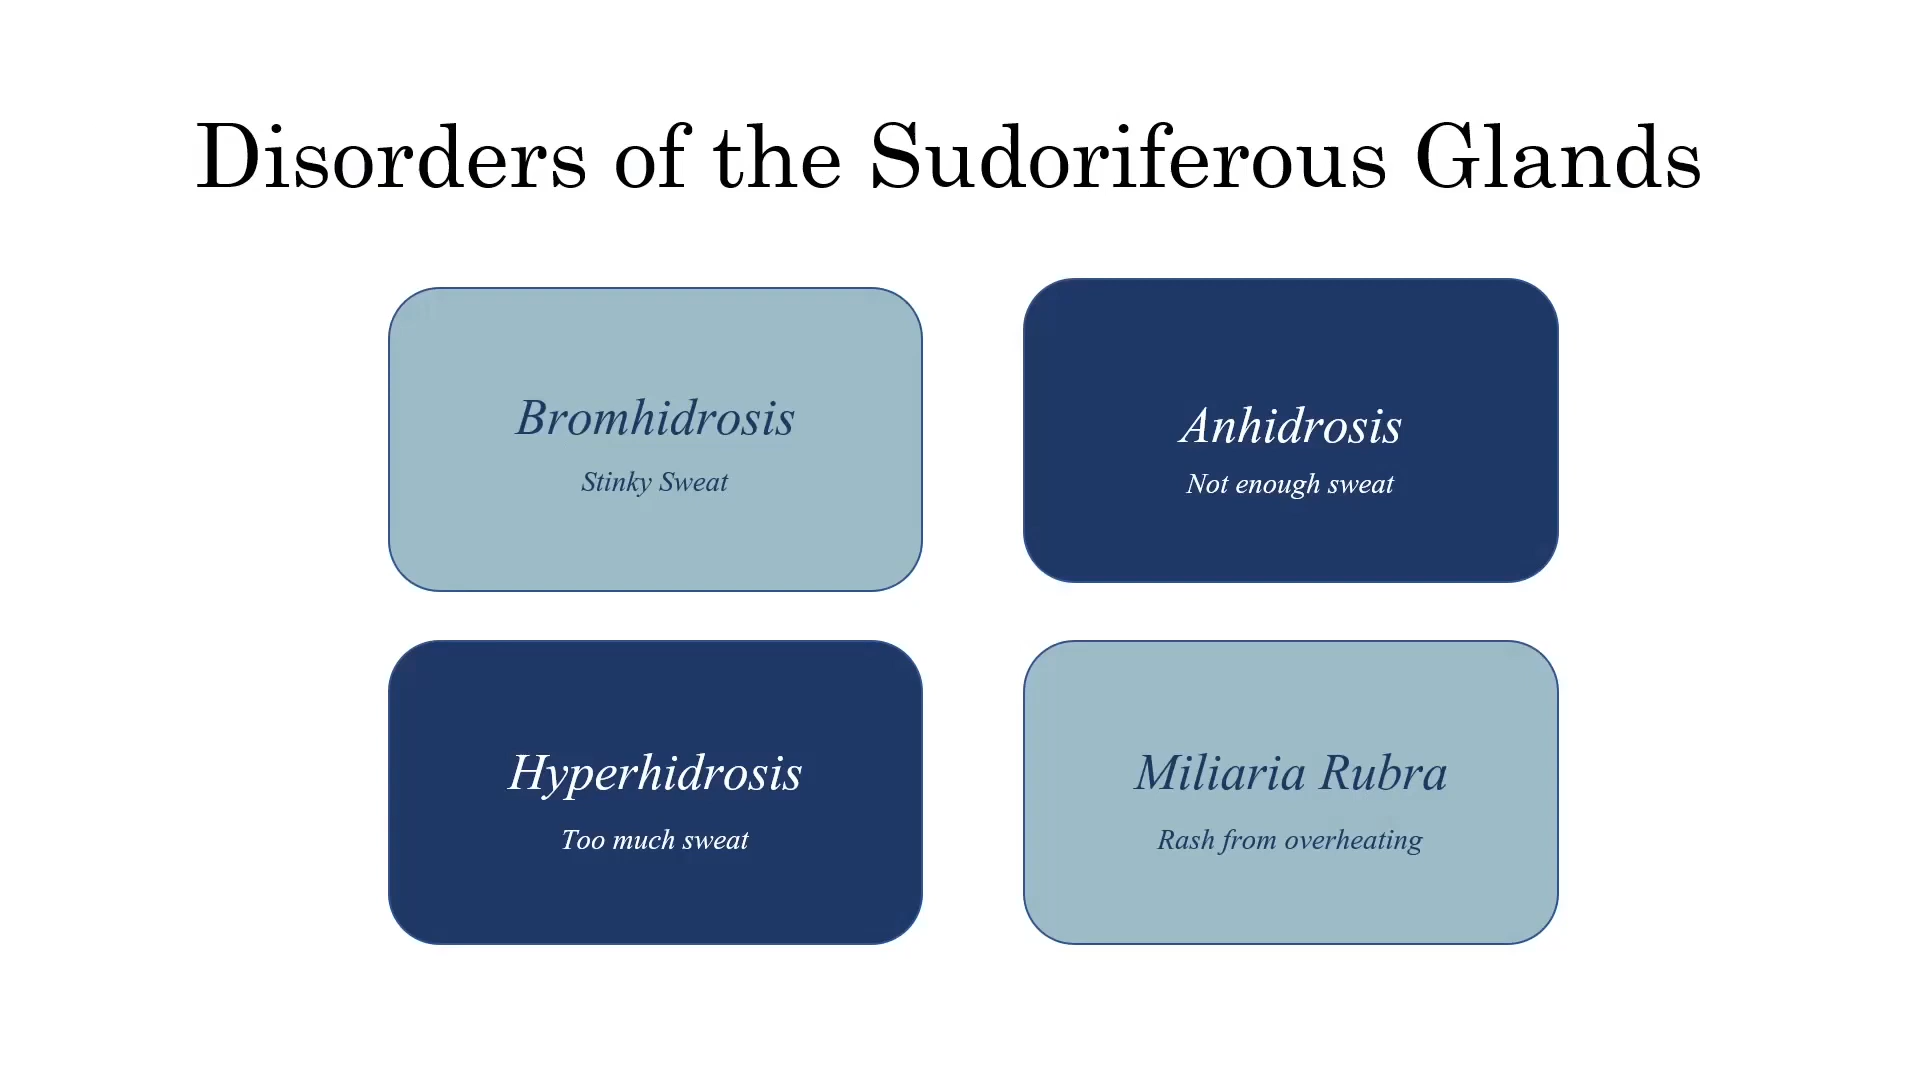 Disorders of the Sudoriferous Glands
Bromhidrosis
Stinky Sweat
Anhidrosis
Not enough sweat
Hyperhidrosis
Too much sweat
Miliaria Rubra
Rash from overheating